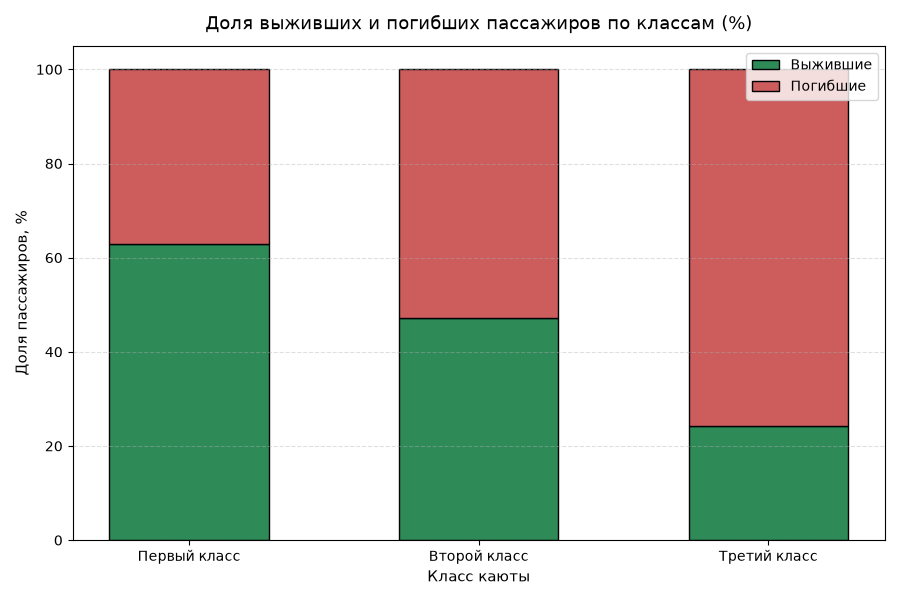 Доля выживших и погибших пассажиров по классам (%)
Выжившие
Погибшие
Доля пассажиров, %
100
80
60
40
20
0
Первый класс
Второй класс
Третий класс
Класс каюты